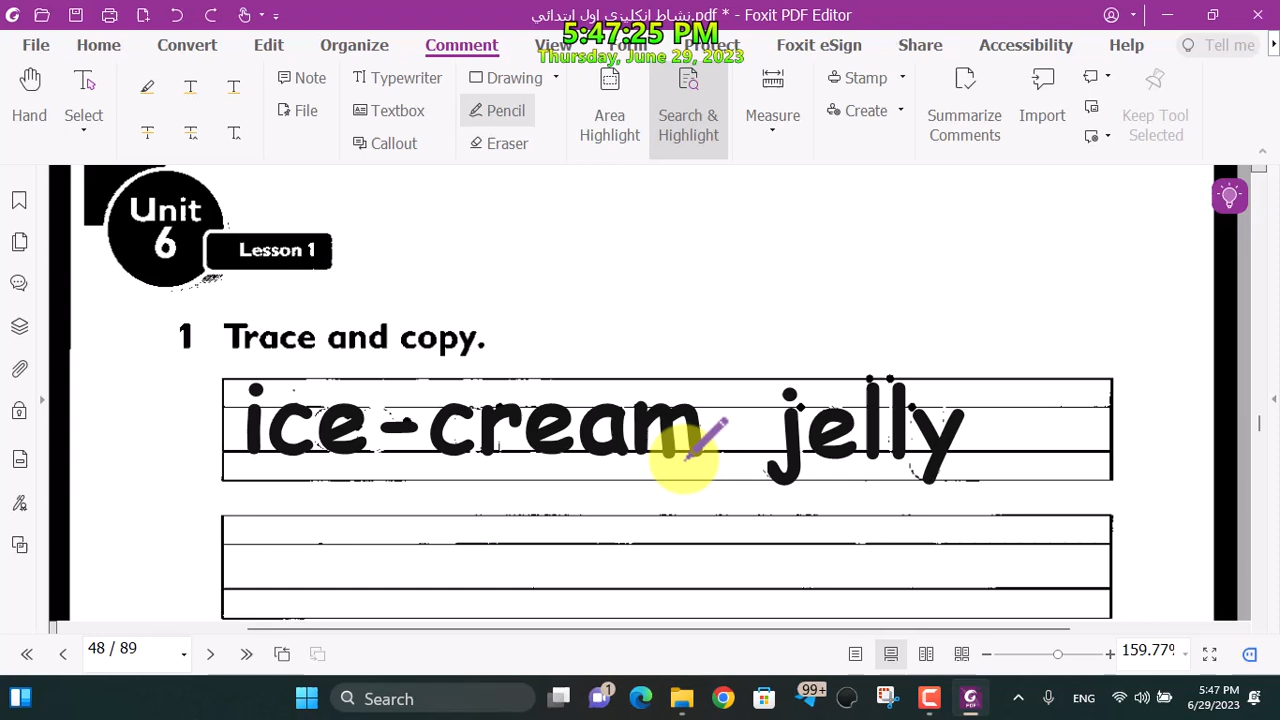 نشاط انكليزي اول ابتدائي.pdf * - Foxit PDF Editor
5:47:25 PM
Thursday, June 29, 2023
File Home Convert Edit Organize Comment View Form Protect Foxit eSign Share Accessibility Help Tell me
Hand
Select
Note
File
Typewriter
Textbox
Callout
Drawing
Pencil
Eraser
Area Highlight
Search & Highlight
Measure
Stamp
Create
Summarize Comments
Import
Keep Tool Selected
Unit 6
Lesson 1
1 Trace and copy.
ice-cream jelly
48 / 89
159.77%
Search
1
99+
ENG
5:47 PM
6/29/2023